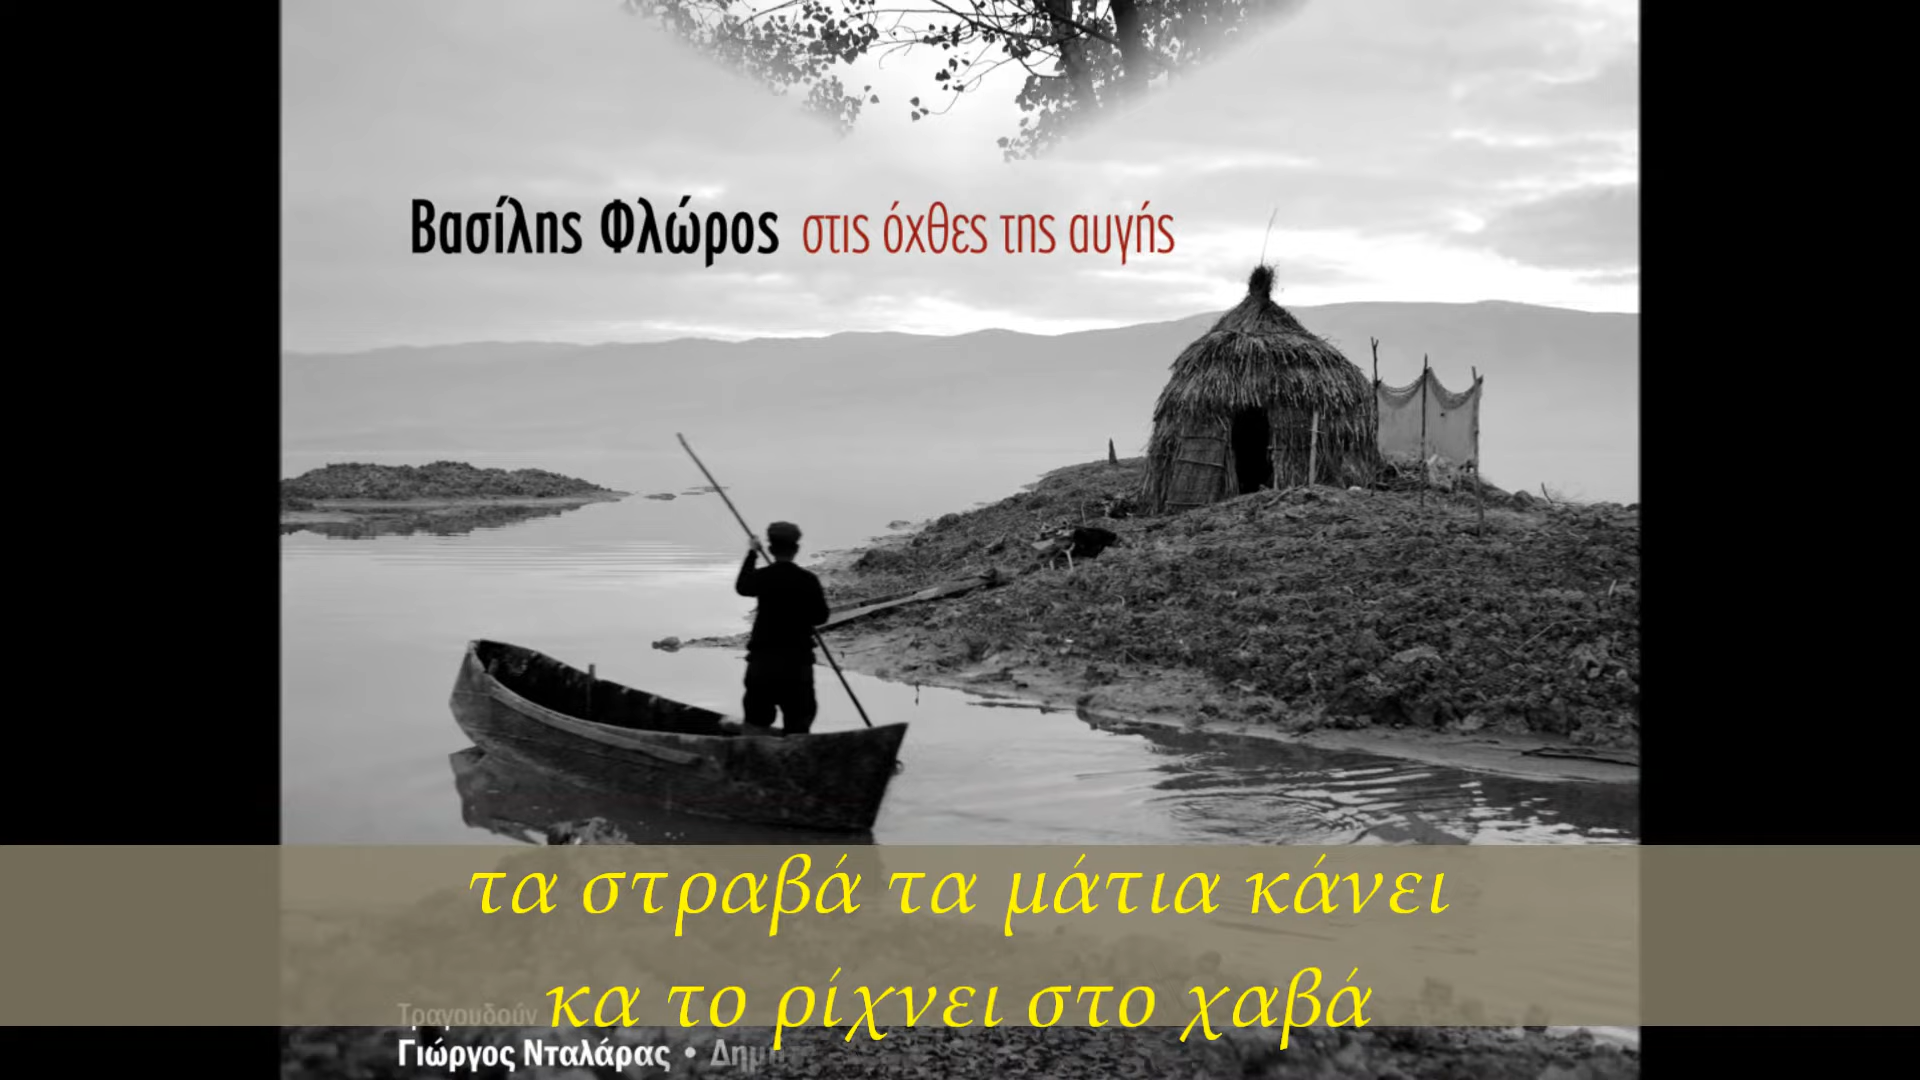 Βασίλης Φλώρος στις όχθες της αυγής
τα στραβά τα μάτια κάνει
κα το ρίχνει στο χαβά
Τραγουδούν
Γιώργος Νταλάρας •